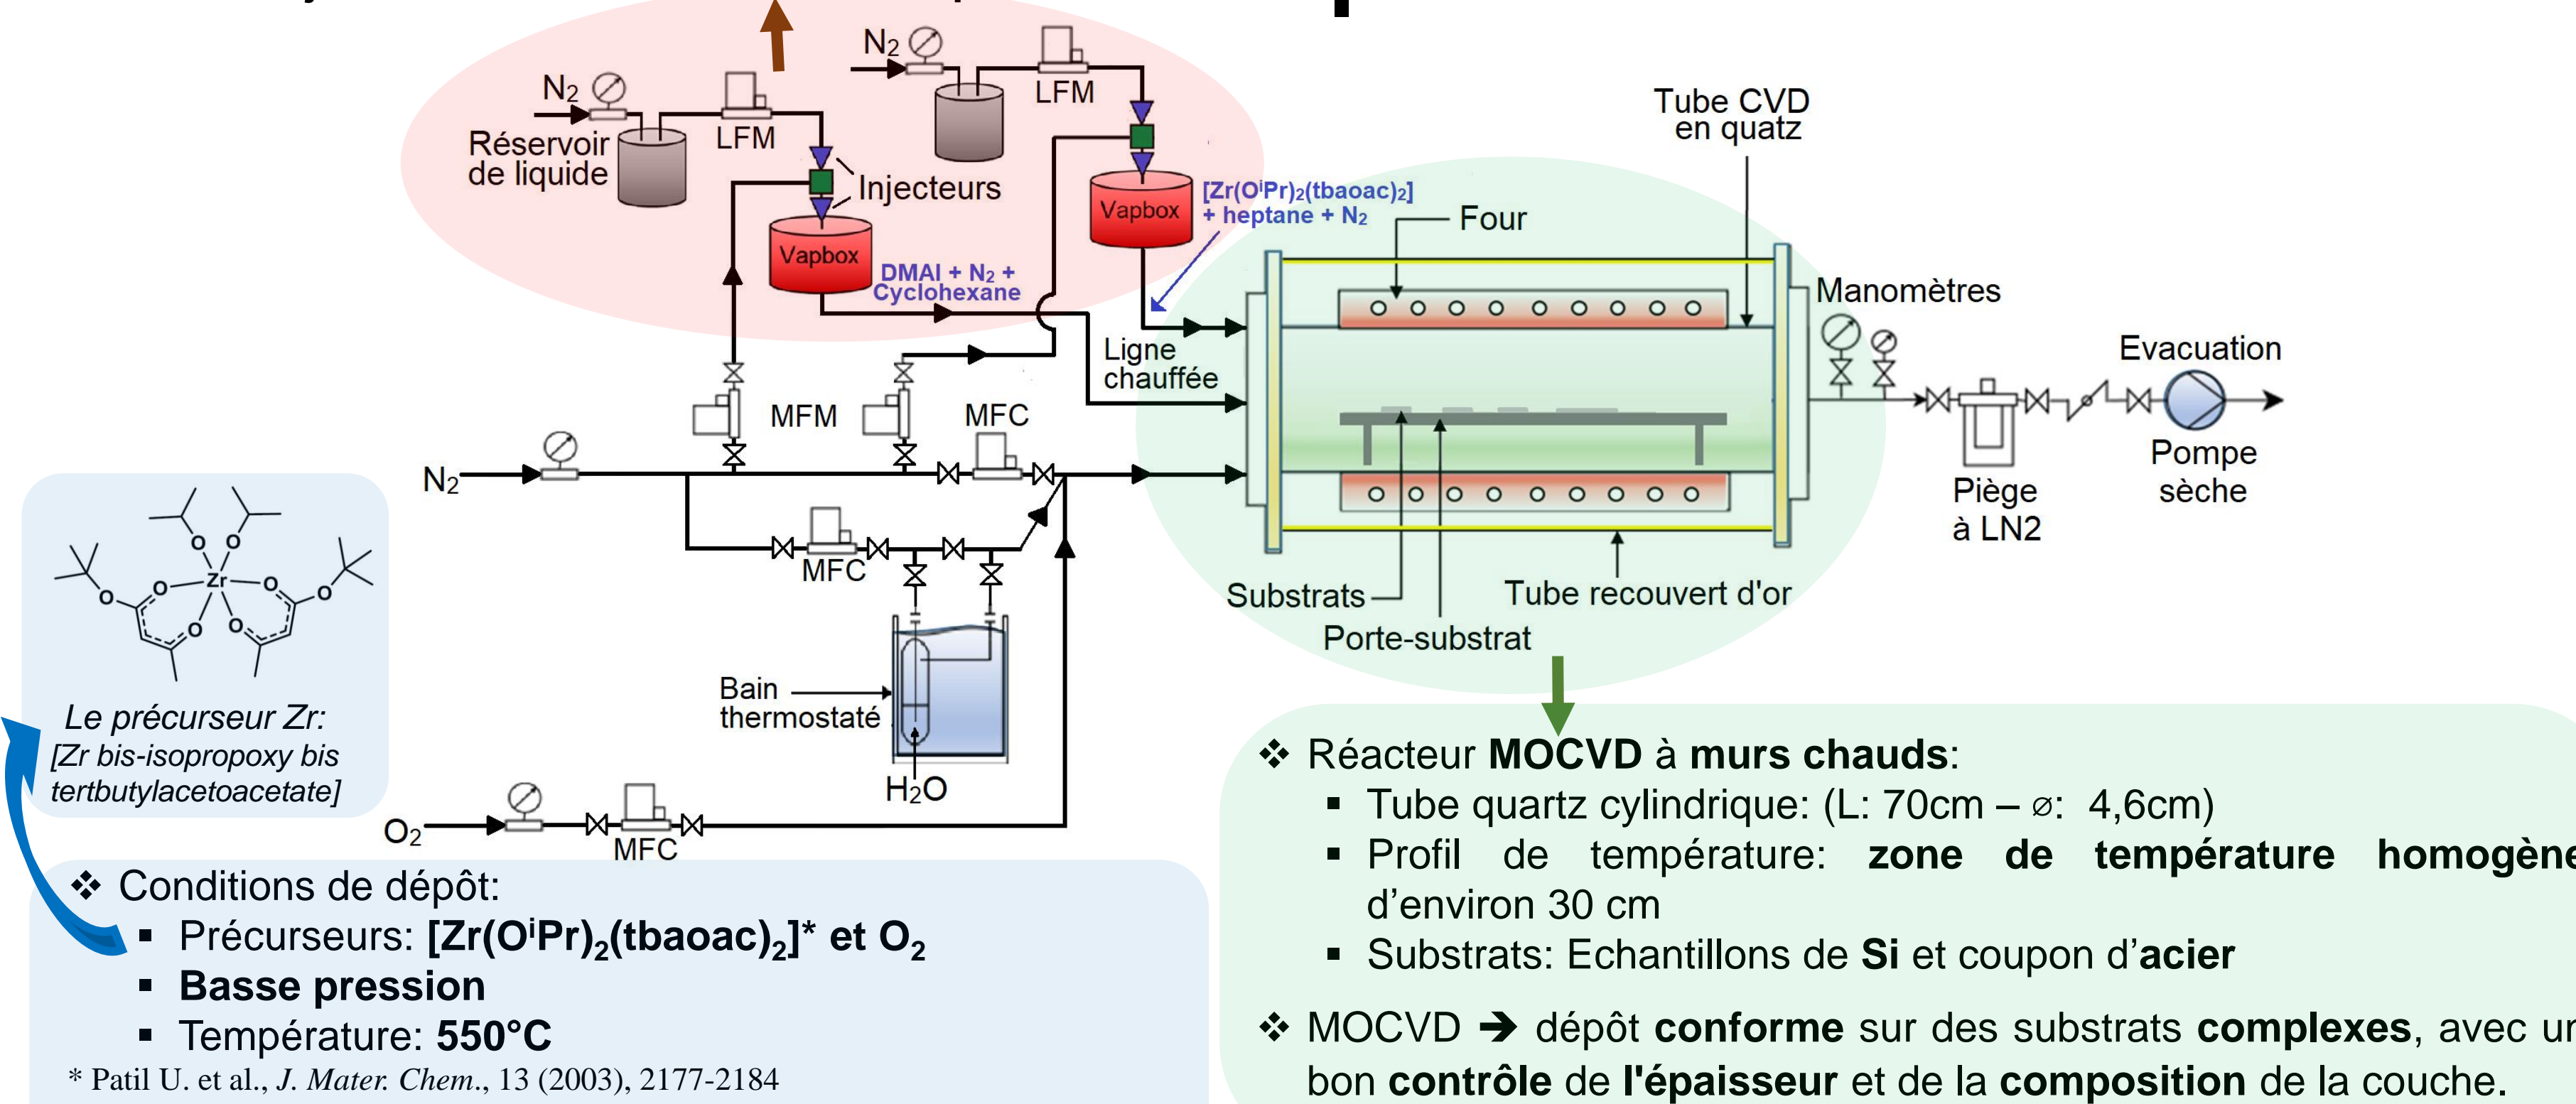 N2
LFM
N2
LFM
Réservoir
de liquide
Injecteurs
Vapbox
Vapbox
[Zr(OⁱPr)2(tbaoac)2]
+ heptane + N2
DMAI + N2 +
Cyclohexane
Tube CVD
en quatz
Four
Manomètres
Ligne
chauffée
Evacuation
MFM
MFC
N2
Pompe
sèche
Piège
à LN2
MFC
Substrats
Tube recouvert d'or
Porte-substrat
Bain
thermostaté
H2O
O2
MFC
O O
O O Zr O O
O O
Le précurseur Zr:
[Zr bis-isopropoxy bis
tertbutylacetoacetate]
❖ Conditions de dépôt:
▪ Précurseurs: [Zr(OⁱPr)₂(tbaoac)₂]* et O₂
▪ Basse pression
▪ Température: 550°C
* Patil U. et al., J. Mater. Chem., 13 (2003), 2177-2184
❖ Réacteur MOCVD à murs chauds:
▪ Tube quartz cylindrique: (L: 70cm – ⌀: 4,6cm)
▪ Profil de température: zone de température homogène
d’environ 30 cm
▪ Substrats: Echantillons de Si et coupon d’acier
❖ MOCVD ➔ dépôt conforme sur des substrats complexes, avec un
bon contrôle de l'épaisseur et de la composition de la couche.